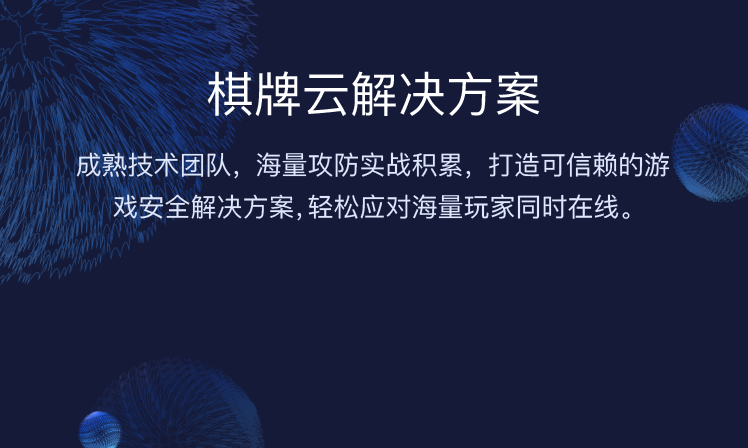 棋牌云解决方案
成熟技术团队，海量攻防实战积累，打造可信赖的游
戏安全解决方案,轻松应对海量玩家同时在线。